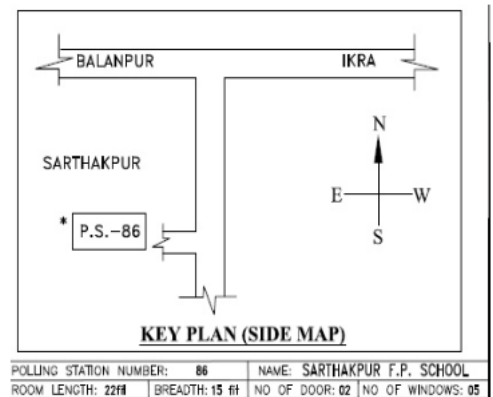 BALANPUR IKRA
N
SARTHAKPUR
E W
* P.S.-86
S
KEY PLAN (SIDE MAP)
POLLING STATION NUMBER: 86 NAME: SARTHAKPUR F.P. SCHOOL
ROOM LENGTH: 22fit BREADTH: 15 fit NO OF DOOR: 02 NO OF WINDOWS: 05